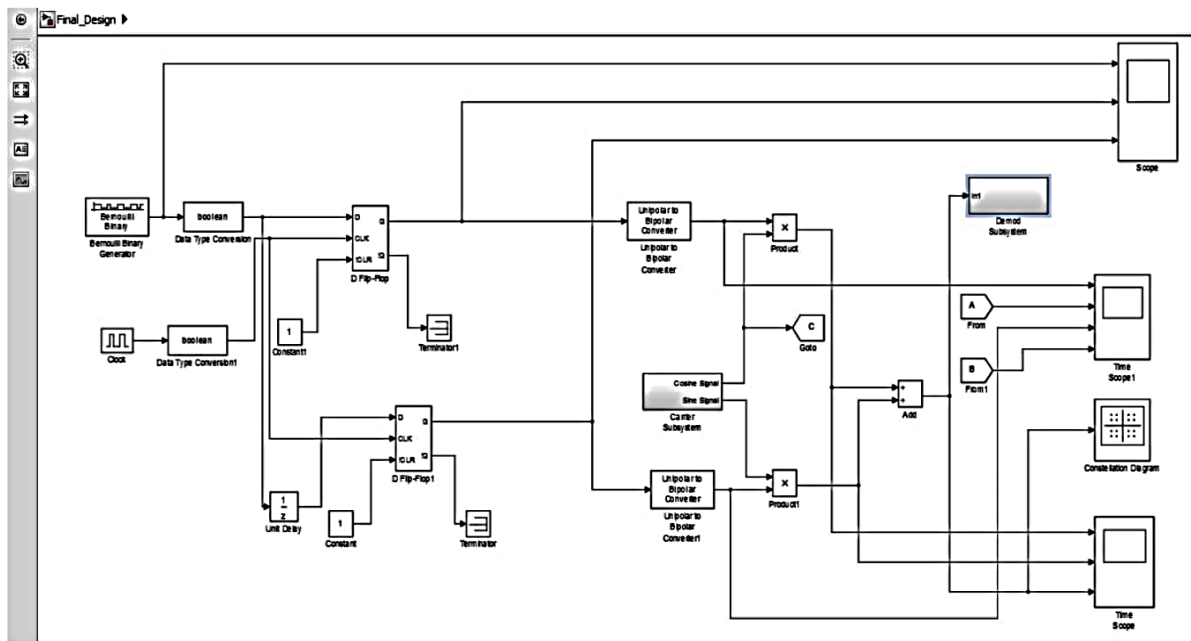 Final_Design
Scope
Bernoulli
Binary
Bernoulli Binary
Generator
boolean
Data Type Conversion
D
CLK
!CLR
Q
!Q
D Flip-Flop
1
Constant1
Terminator1
Clock
boolean
Data Type Conversion1
Unipolar to
Bipolar
Converter
Unipolar to
Bipolar
Converter
×
Product
In1
Demod
Subsystem
A
From
B
From1
Time
Scope1
C
Goto
Cosine Signal
Sine Signal
Carrier
Subsystem
+
+
Add
Constellation Diagram
D
CLK
!CLR
Q
!Q
D Flip-Flop1
1
z
Unit Delay
1
Constant
Terminator
Unipolar to
Bipolar
Converter
Unipolar to
Bipolar
Converter1
×
Product1
Time
Scope